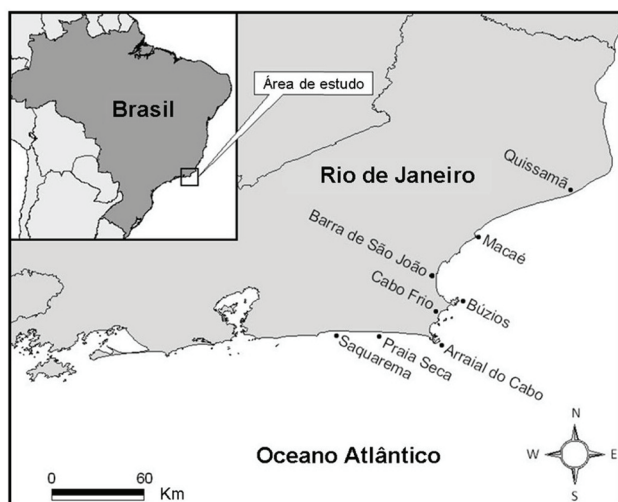 Área de estudo
Brasil
Rio de Janeiro
Quissamã
Macaé
Barra de São João
Cabo Frio
Búzios
Arraial do Cabo
Praia Seca
Saquarema
Oceano Atlântico
N
W E
S
0 60
Km